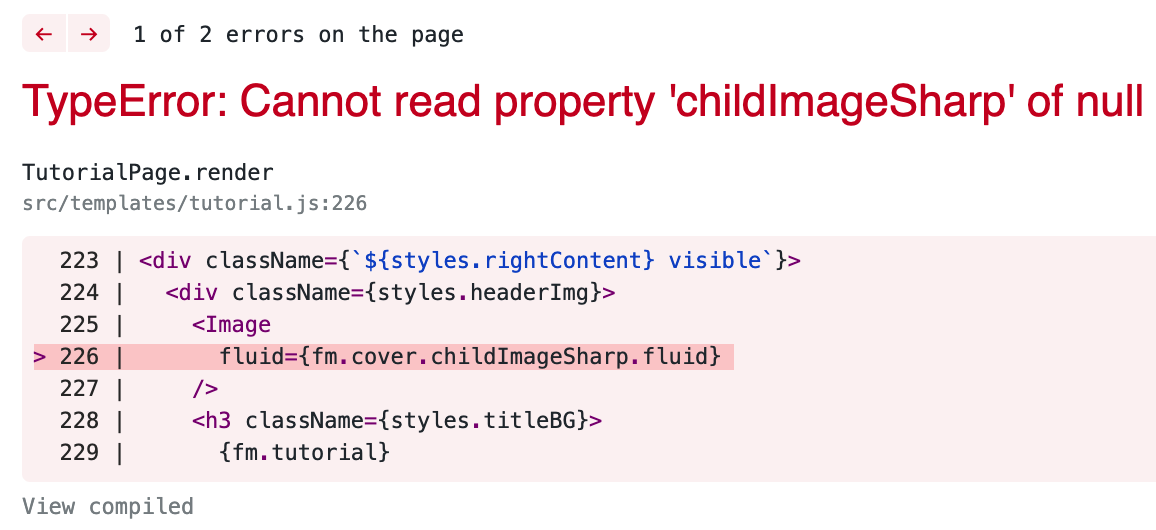 ← → 1 of 2 errors on the page
TypeError: Cannot read property 'childImageSharp' of null
TutorialPage.render
src/templates/tutorial.js:226
223 | <div className={`${styles.rightContent} visible`}>
224 |   <div className={styles.headerImg}>
225 |     <Image
> 226 |       fluid={fm.cover.childImageSharp.fluid}
227 |     />
228 |     <h3 className={styles.titleBG}>
229 |       {fm.tutorial}
View compiled